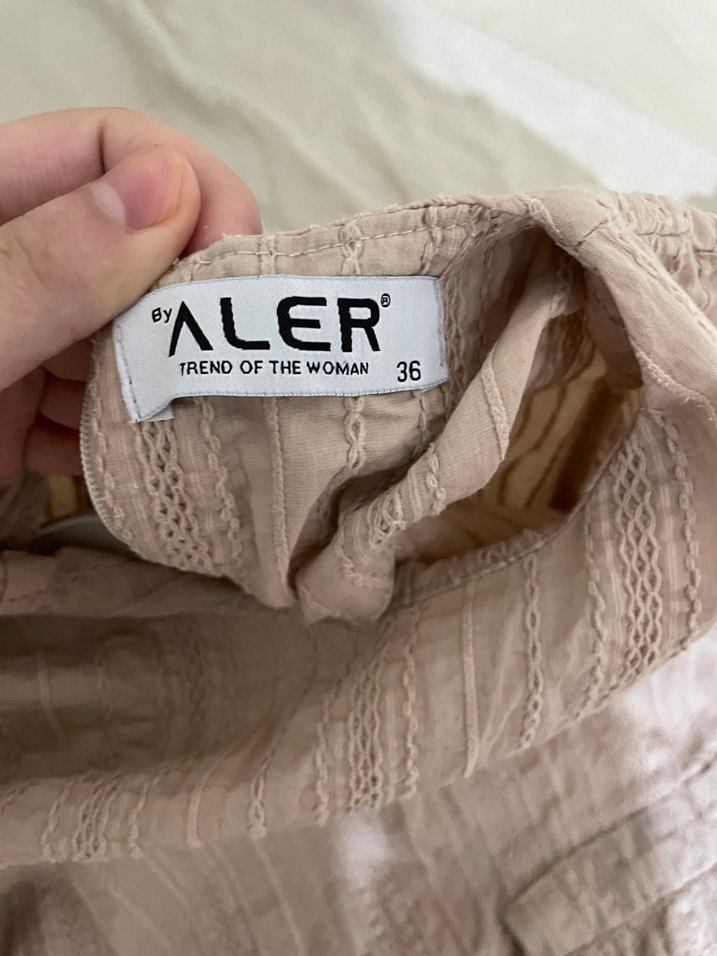 By ALER®
TREND OF THE WOMAN 36